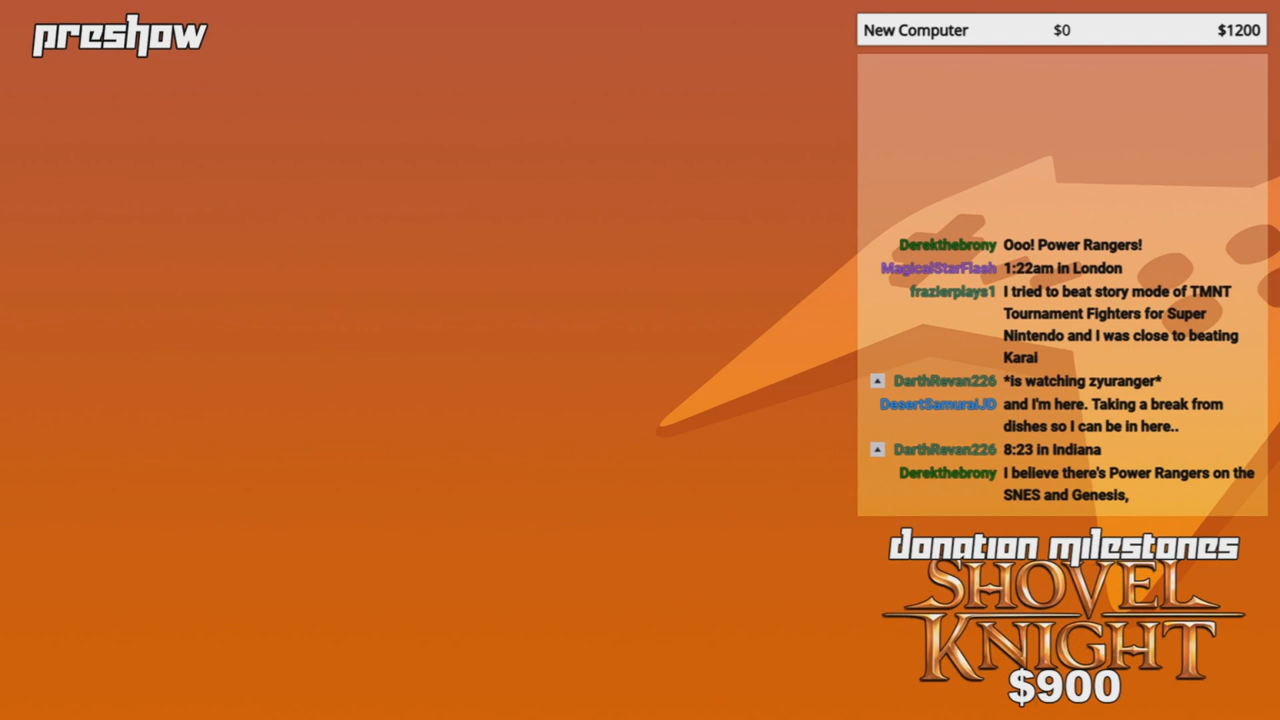 preshow
New Computer $0 $1200
Derekthebrony Ooo! Power Rangers!
MagicalStarFlash 1:22am in London
frazierplays1 I tried to beat story mode of TMNT
Tournament Fighters for Super
Nintendo and I was close to beating
Karai
DarthRevan226 *is watching zyuranger*
DesertSamuraiJD and I'm here. Taking a break from
dishes so I can be in here..
DarthRevan226 8:23 in Indiana
Derekthebrony I believe there's Power Rangers on the
SNES and Genesis,
donation milestones
SHOVEL
KNIGHT
$900